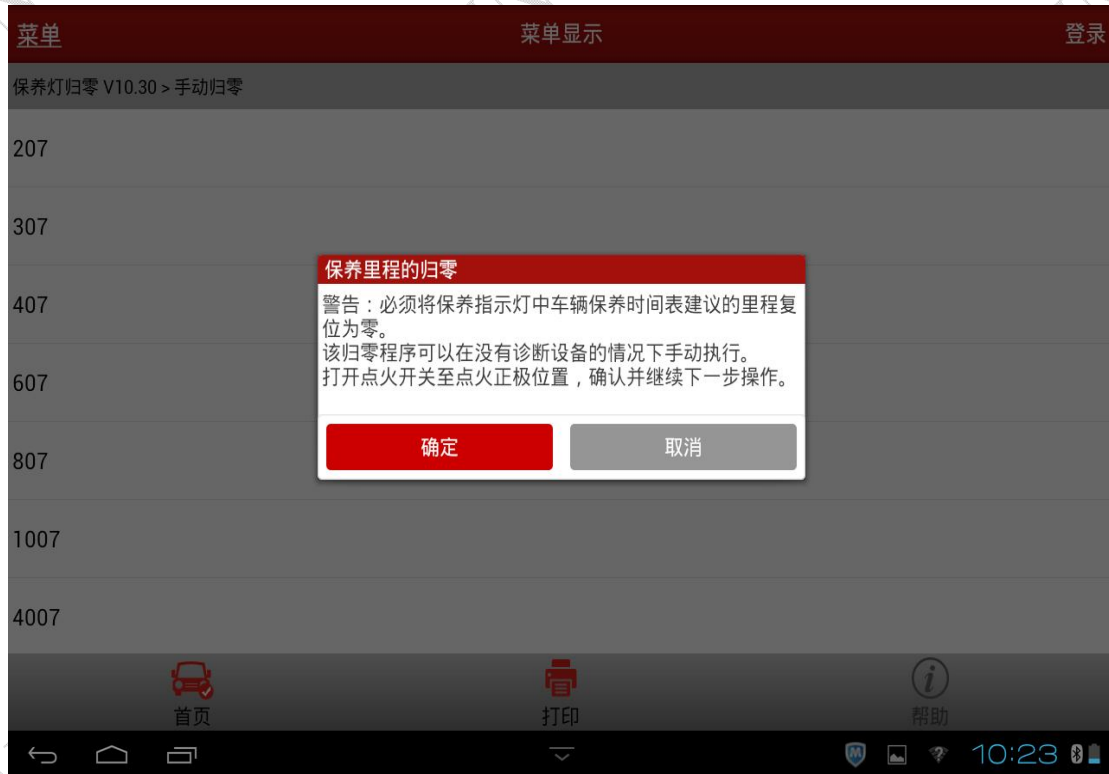 菜单 菜单显示 登录
保养灯归零 V10.30 > 手动归零
207
307
保养里程的归零
警告：必须将保养指示灯中车辆保养时间表建议的里程复
位为零。
该归零程序可以在没有诊断设备的情况下手动执行。
打开点火开关至点火正极位置，确认并继续下一步操作。
确定 取消
407
607
807
1007
4007
首页 打印 帮助
10:23